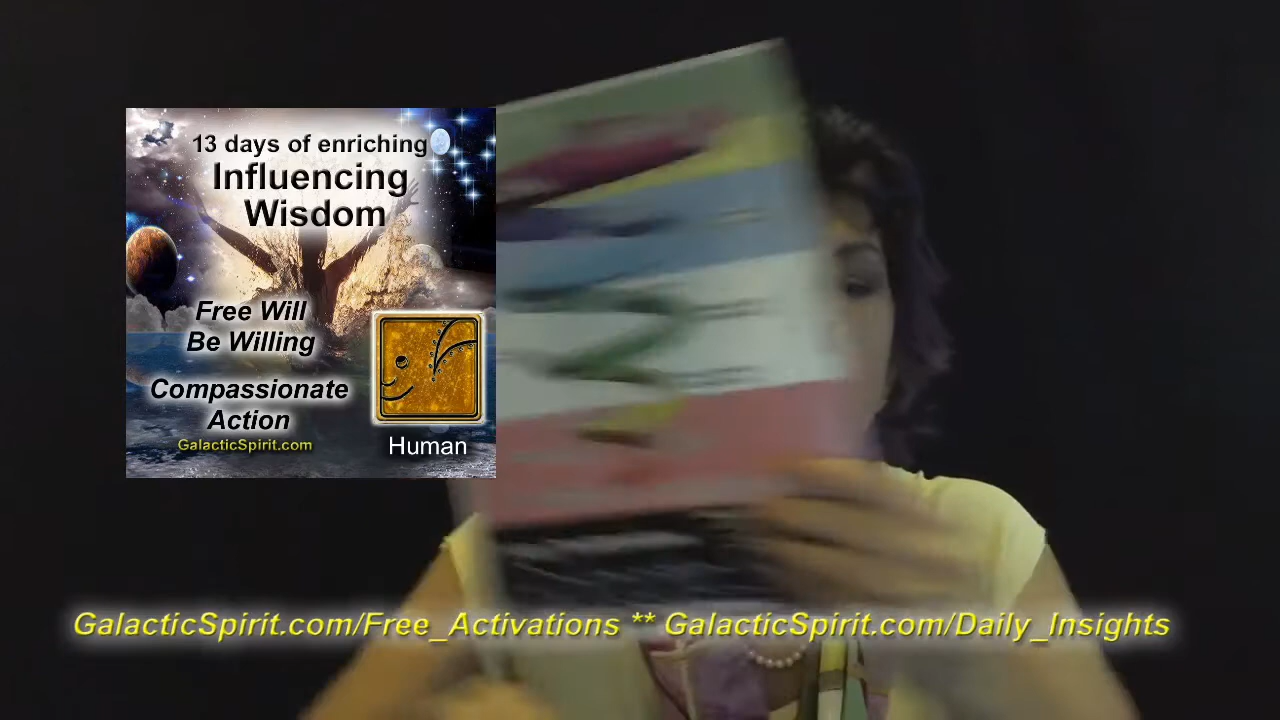 13 days of enriching
Influencing
Wisdom
Free Will
Be Willing
Compassionate
Action
GalacticSpirit.com
Human
GalacticSpirit.com/Free_Activations ** GalacticSpirit.com/Daily_Insights